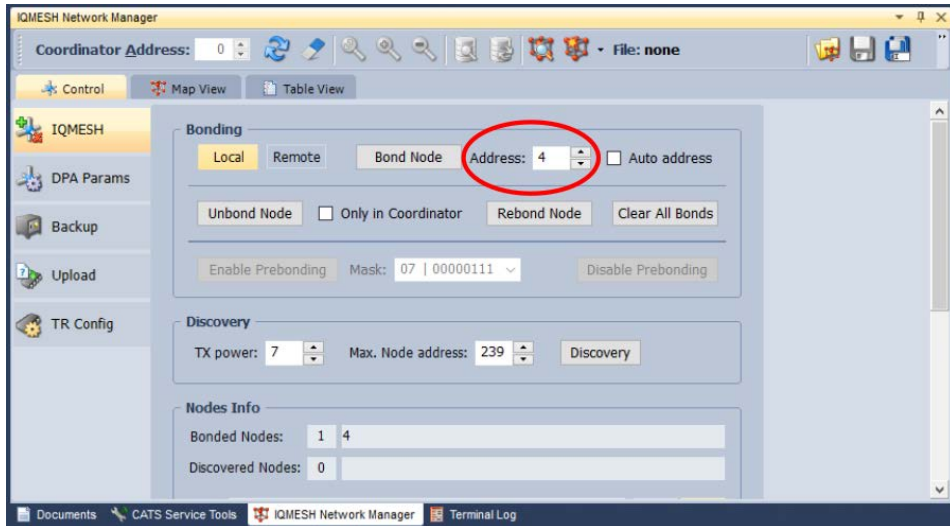 IQMESH Network Manager
Coordinator Address: 0 File: none
Control Map View Table View
IQMESH
DPA Params
Backup
Upload
TR Config
Bonding
Local Remote Bond Node Address: 4 Auto address
Unbond Node Only in Coordinator Rebond Node Clear All Bonds
Enable Prebonding Mask: 07 | 00000111 Disable Prebonding
Discovery
TX power: 7 Max. Node address: 239 Discovery
Nodes Info
Bonded Nodes: 1 4
Discovered Nodes: 0
Documents CATS Service Tools IQMESH Network Manager Terminal Log